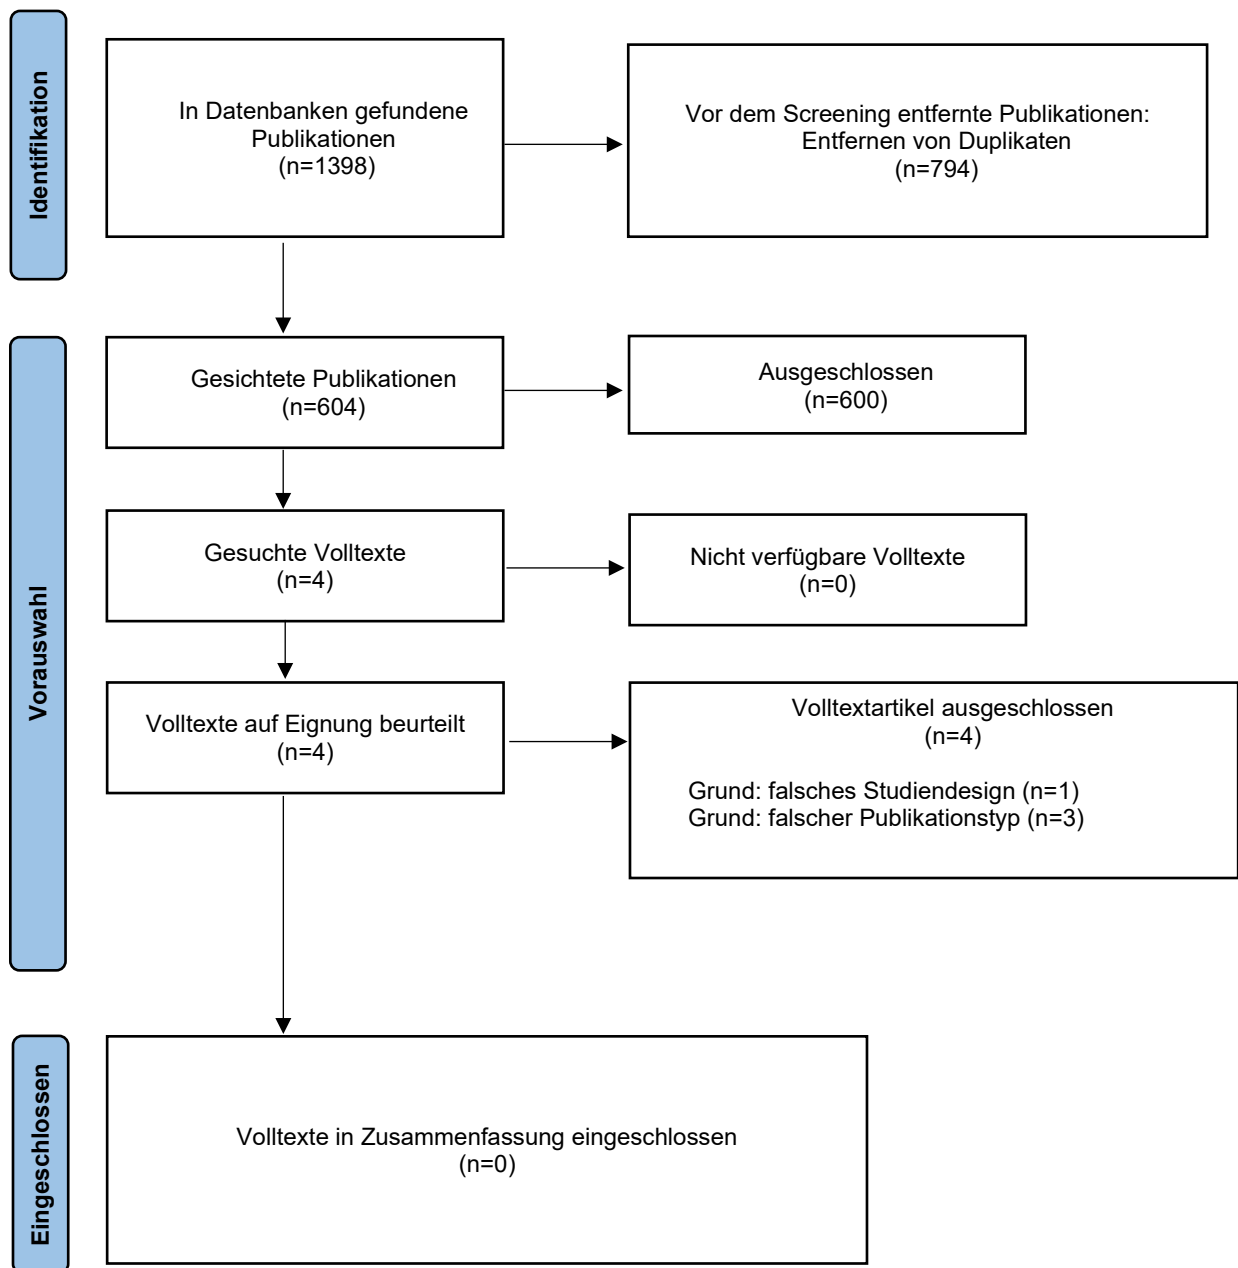 Identifikation
In Datenbanken gefundene
Publikationen
(n=1398)
Vor dem Screening entfernte Publikationen:
Entfernen von Duplikaten
(n=794)
Vorauswahl
Gesichtete Publikationen
(n=604)
Ausgeschlossen
(n=600)
Gesuchte Volltexte
(n=4)
Nicht verfügbare Volltexte
(n=0)
Volltexte auf Eignung beurteilt
(n=4)
Volltextartikel ausgeschlossen
(n=4)
Grund: falsches Studiendesign (n=1)
Grund: falscher Publikationstyp (n=3)
Eingeschlossen
Volltexte in Zusammenfassung eingeschlossen
(n=0)